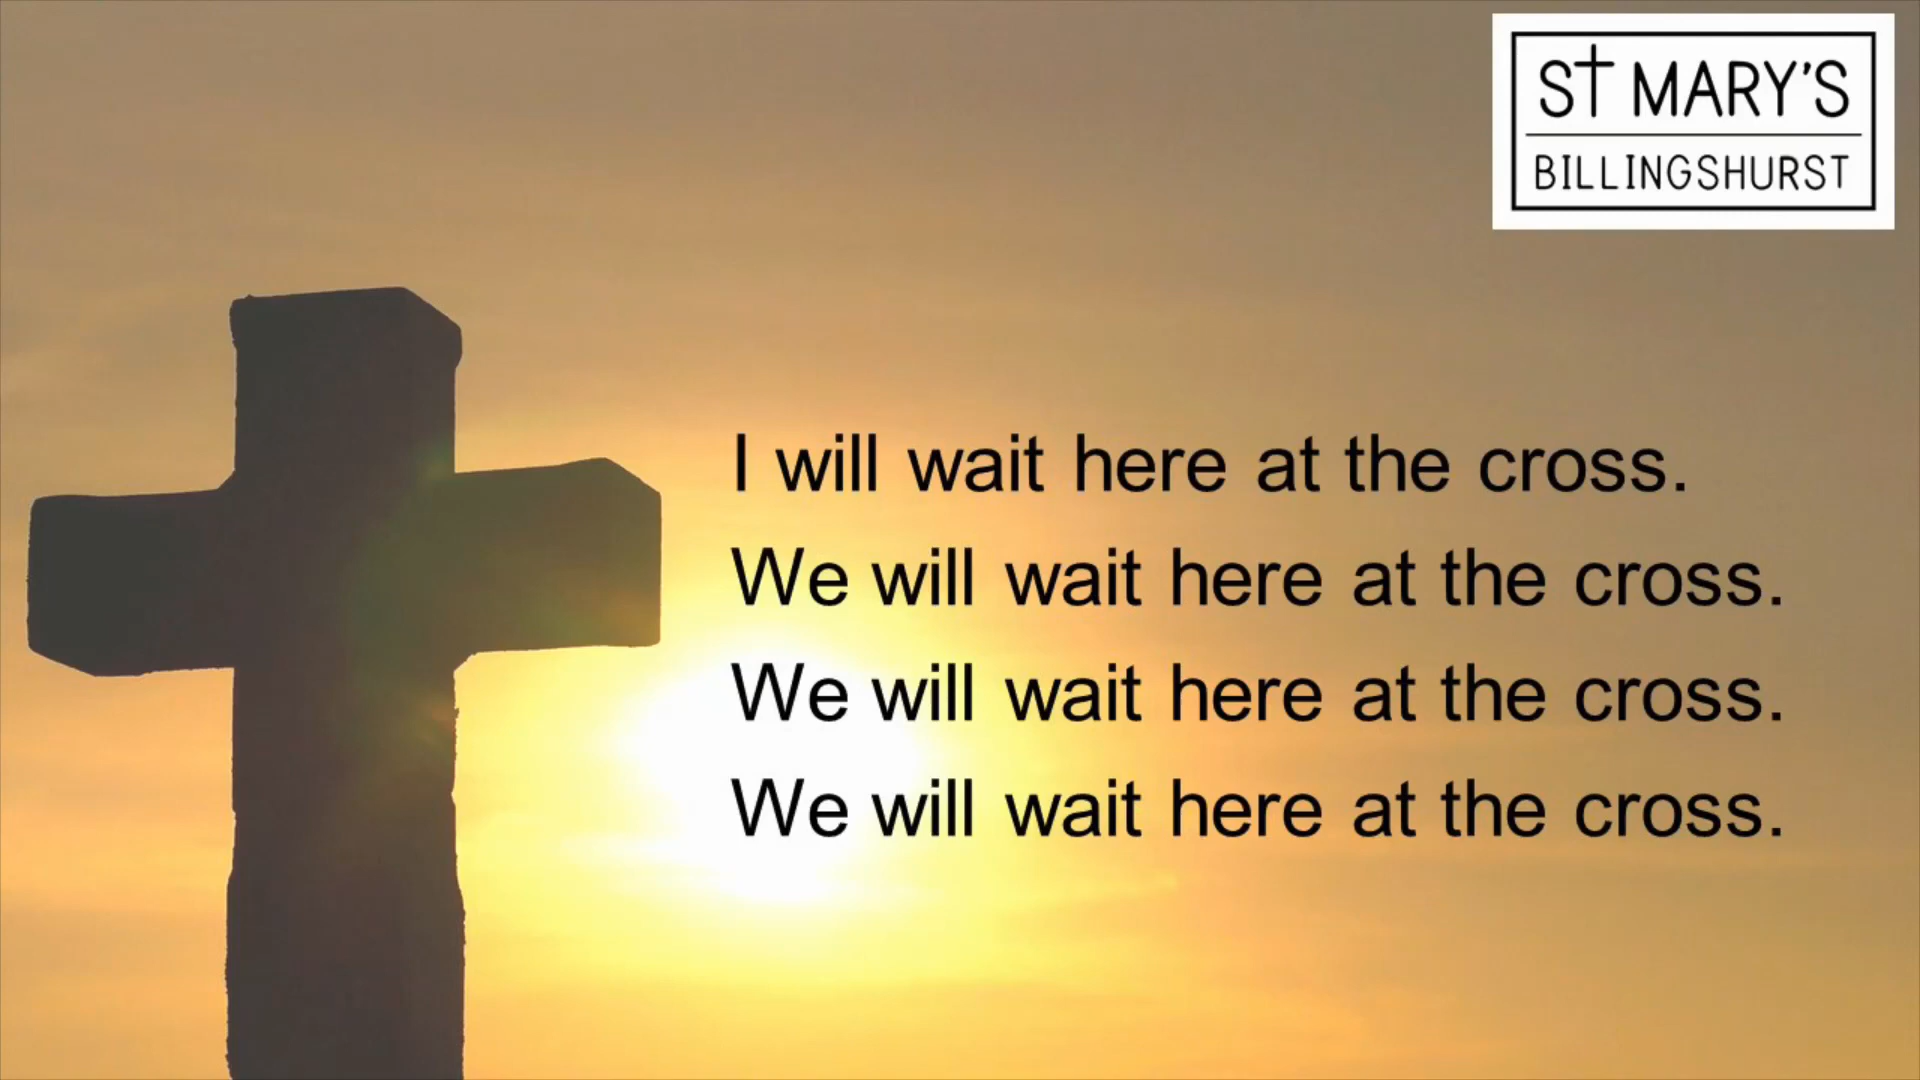 St MARY'S
BILLINGSHURST
I will wait here at the cross.
We will wait here at the cross.
We will wait here at the cross.
We will wait here at the cross.